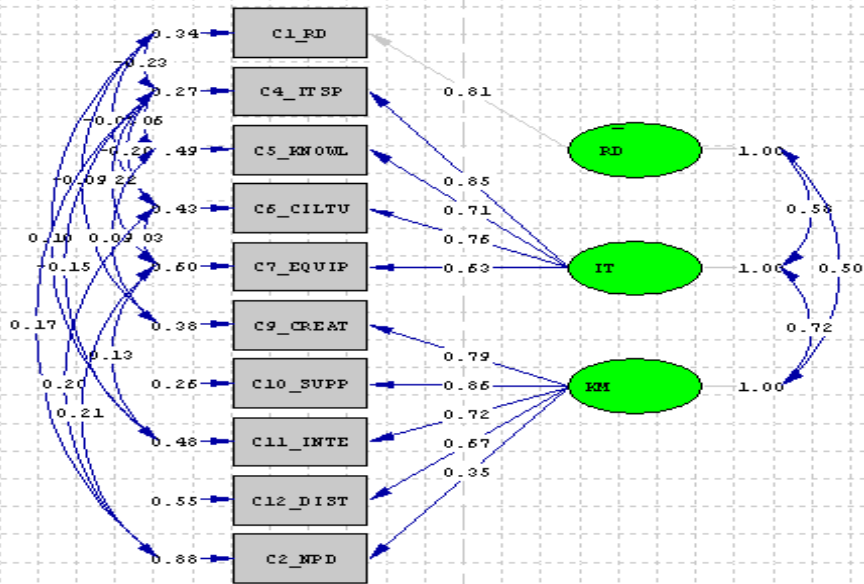 0.34 C1_RD
0.27 C4_ITSP 0.81
.49 C5_KNOWL RD 1.00
0.85
0.71
0.43 C6_CILTU 0.76 0.58
0.60 C7_EQUIP 0.63 IT 1.00 0.50
0.10
-0.15
0.17 0.38 C9_CREAT 0.72
0.13 0.79
0.20 0.26 C10_SUPP 0.86 KM 1.00
0.21 0.72
0.48 C11_INTE 0.67
0.35
0.55 C12_DIST
0.88 C2_NPD